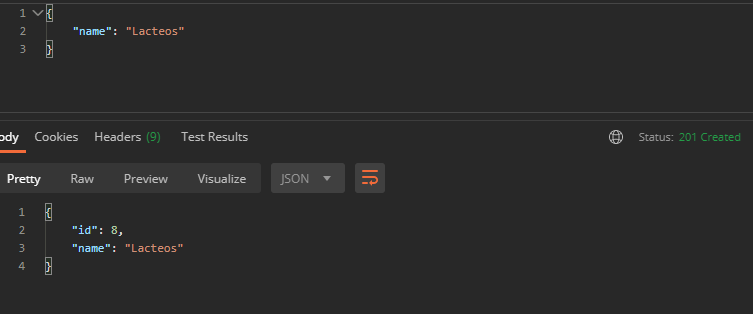 1 {
2 "name": "Lacteos"
3 }
ody Cookies Headers (9) Test Results Status: 201 Created
Pretty Raw Preview Visualize JSON
1 {
2 "id": 8,
3 "name": "Lacteos"
4 }